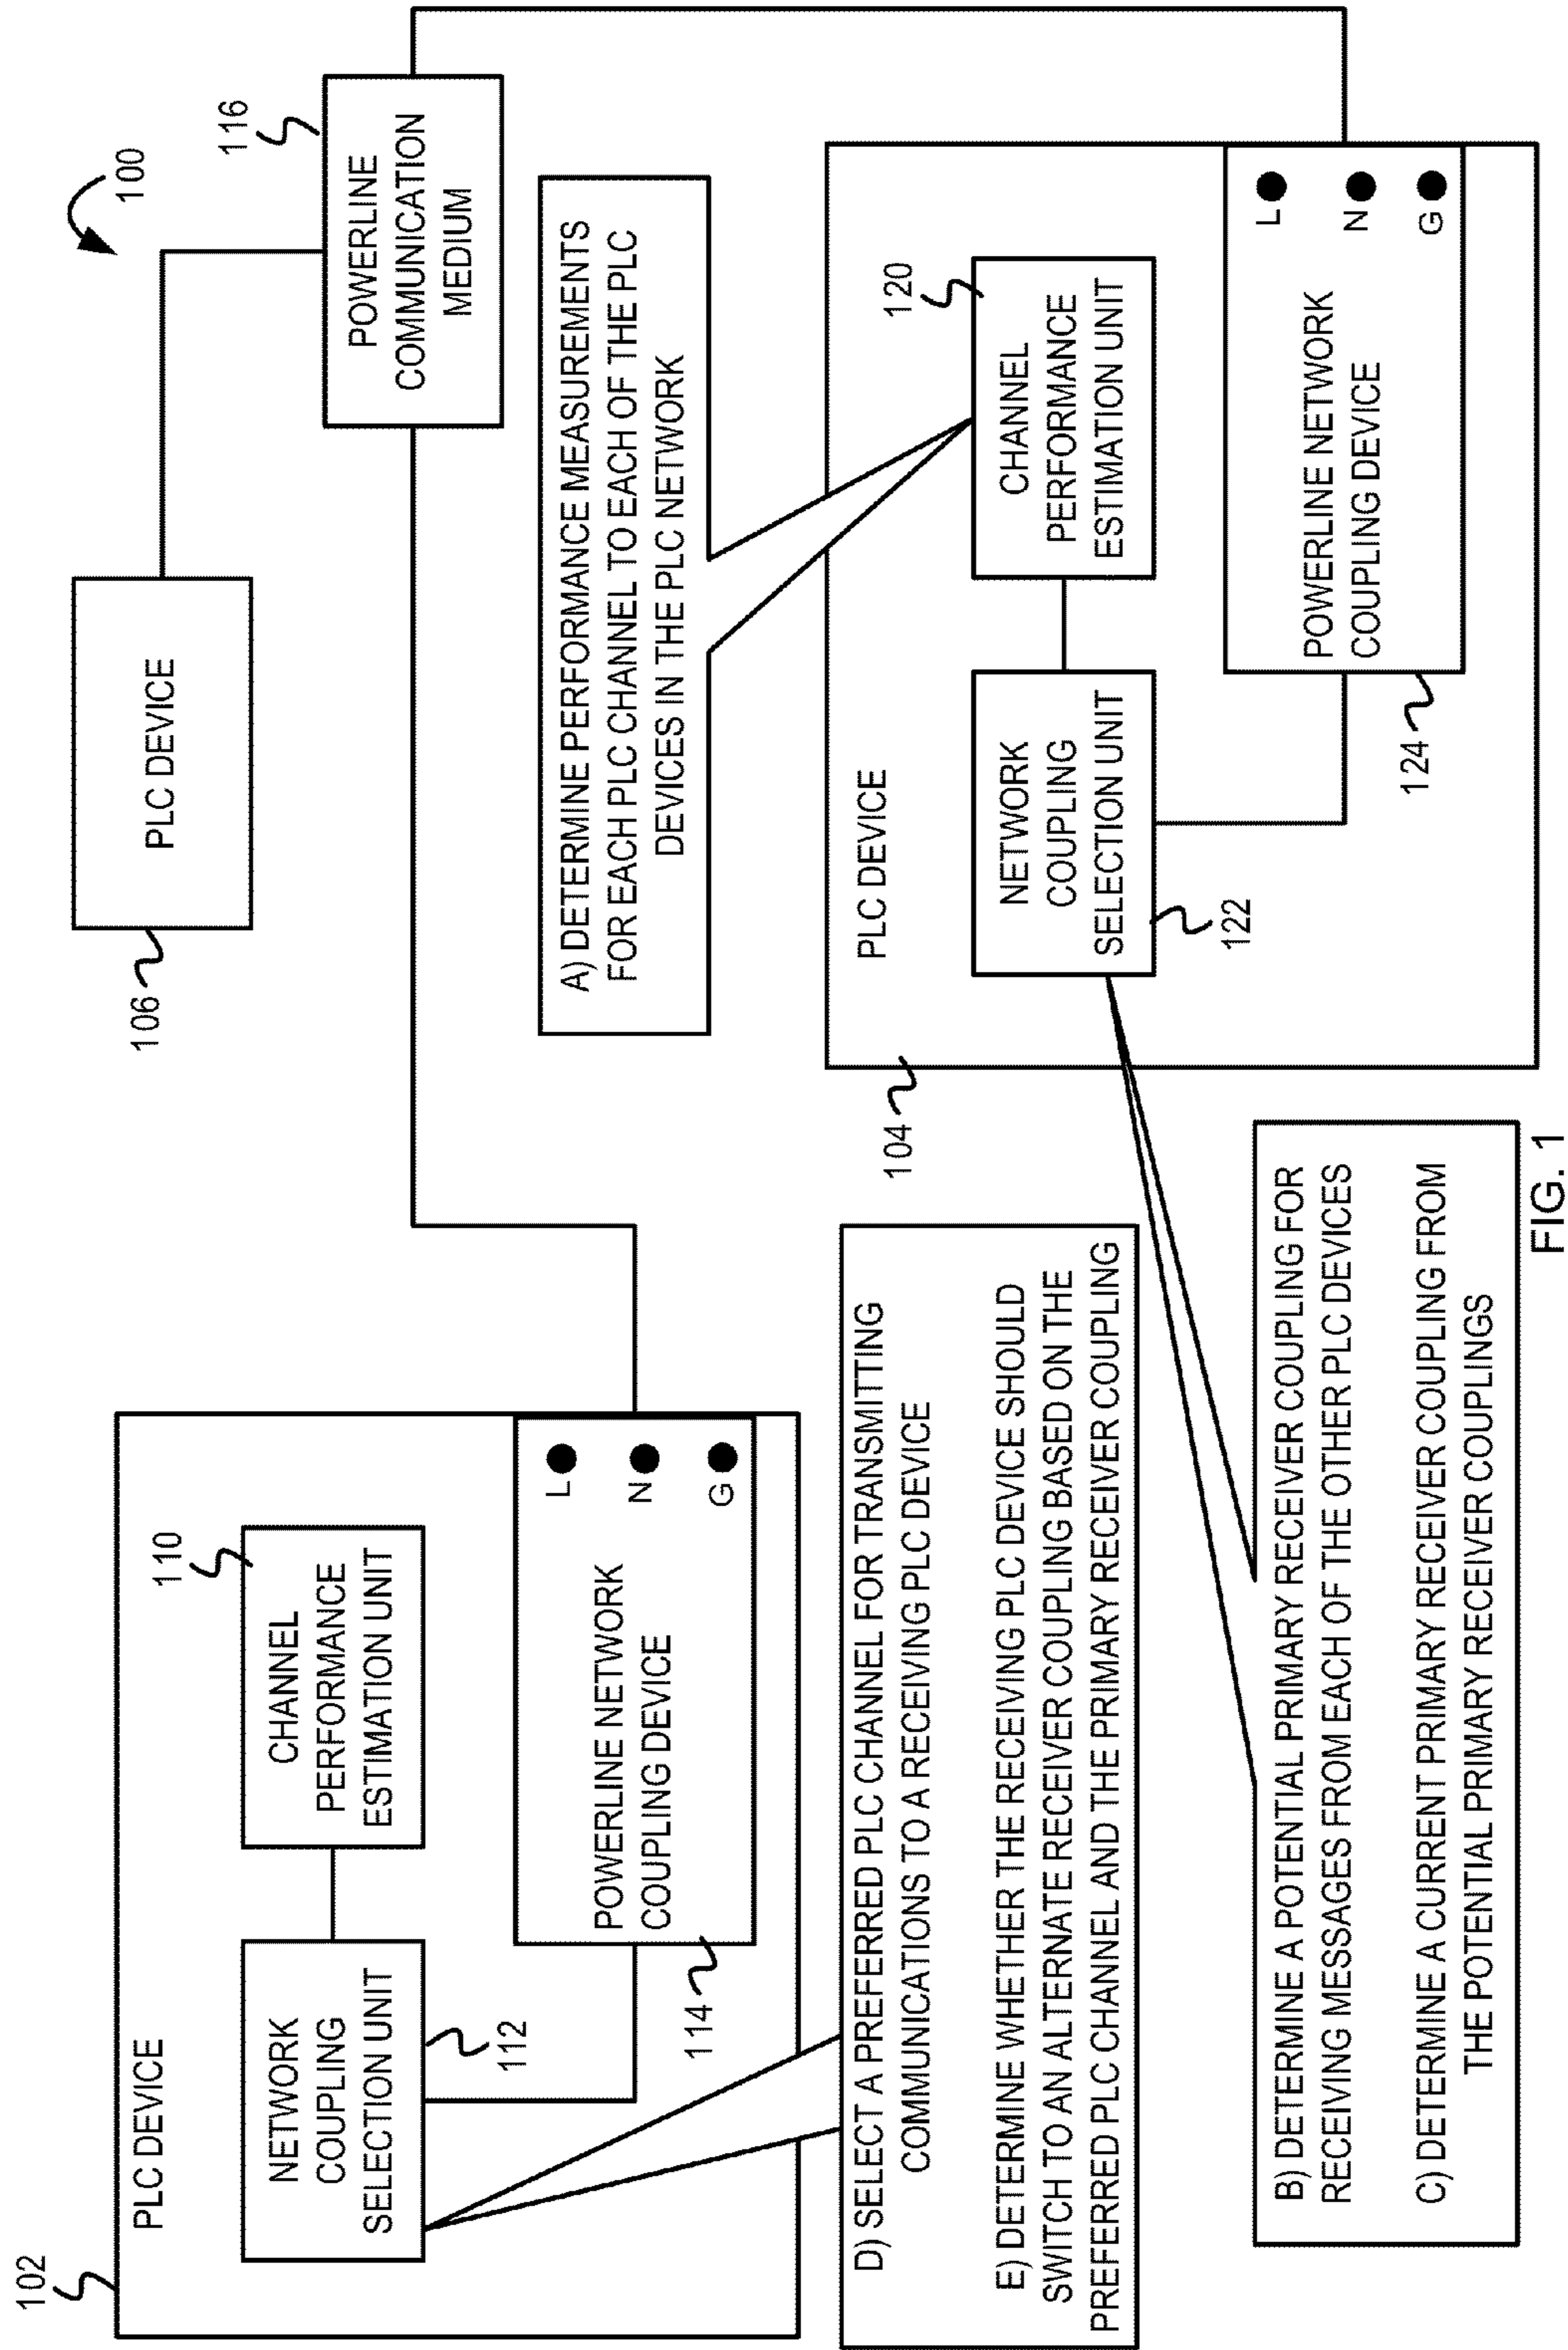 100
102
PLC DEVICE
NETWORK
COUPLING
SELECTION UNIT
112
CHANNEL
PERFORMANCE
ESTIMATION UNIT
110
POWERLINE NETWORK
COUPLING DEVICE
114
L
N
G
106
PLC DEVICE
POWERLINE
COMMUNICATION
MEDIUM
116
D) SELECT A PREFERRED PLC CHANNEL FOR TRANSMITTING
COMMUNICATIONS TO A RECEIVING PLC DEVICE
E) DETERMINE WHETHER THE RECEIVING PLC DEVICE SHOULD
SWITCH TO AN ALTERNATE RECEIVER COUPLING BASED ON THE
PREFERRED PLC CHANNEL AND THE PRIMARY RECEIVER COUPLING
A) DETERMINE PERFORMANCE MEASUREMENTS
FOR EACH PLC CHANNEL TO EACH OF THE PLC
DEVICES IN THE PLC NETWORK
104
PLC DEVICE
NETWORK
COUPLING
SELECTION UNIT
122
CHANNEL
PERFORMANCE
ESTIMATION UNIT
120
POWERLINE NETWORK
COUPLING DEVICE
124
L
N
G
B) DETERMINE A POTENTIAL PRIMARY RECEIVER COUPLING FOR
RECEIVING MESSAGES FROM EACH OF THE OTHER PLC DEVICES
C) DETERMINE A CURRENT PRIMARY RECEIVER COUPLING FROM
THE POTENTIAL PRIMARY RECEIVER COUPLINGS
FIG. 1